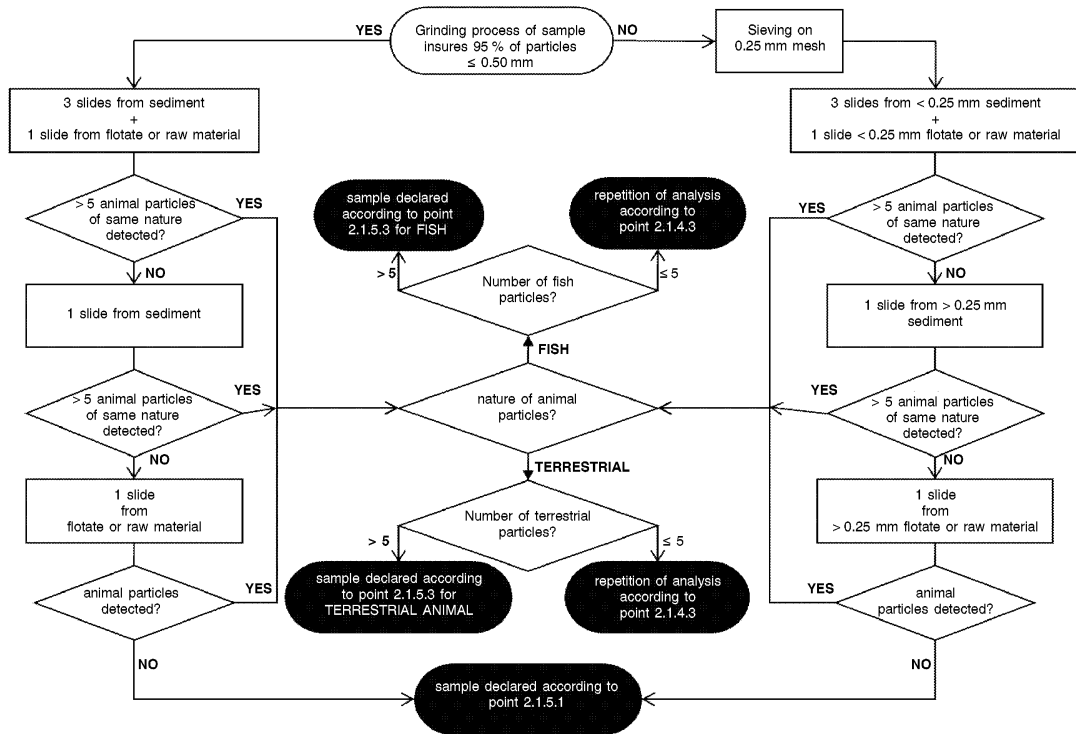 YES
Grinding process of sample
insures 95 % of particles
≤ 0.50 mm
NO
Sieving on
0.25 mm mesh
3 slides from sediment
+
1 slide from flotate or raw material
3 slides from < 0.25 mm sediment
+
1 slide < 0.25 mm flotate or raw material
> 5 animal particles
of same nature
detected?
YES
sample declared
according to point
2.1.5.3 for FISH
repetition of analysis
according to
point 2.1.4.3
YES
> 5 animal particles
of same nature
detected?
NO
> 5
Number of fish
particles?
≤ 5
NO
1 slide from sediment
1 slide from > 0.25 mm
sediment
FISH
> 5 animal particles
of same nature
detected?
YES
nature of animal
particles?
YES
> 5 animal particles
of same nature
detected?
NO
TERRESTRIAL
NO
1 slide
from
flotate or raw material
Number of terrestrial
particles?
1 slide
from
> 0.25 mm flotate or raw material
> 5
≤ 5
animal particles
detected?
YES
sample declared according
to point 2.1.5.3 for
TERRESTRIAL ANIMAL
repetition of analysis
according to
point 2.1.4.3
YES
animal
particles detected?
NO
NO
sample declared according to
point 2.1.5.1